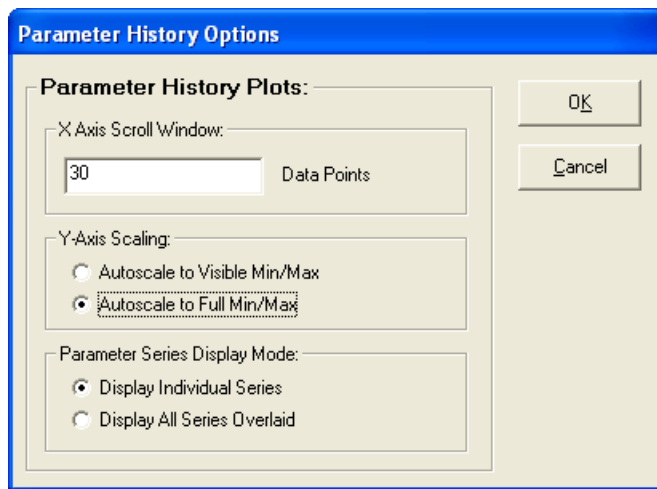 Parameter History Options
Parameter History Plots:
X Axis Scroll Window:
30 Data Points
Y-Axis Scaling:
Autoscale to Visible Min/Max
Autoscale to Full Min/Max
Parameter Series Display Mode:
Display Individual Series
Display All Series Overlaid
OK
Cancel